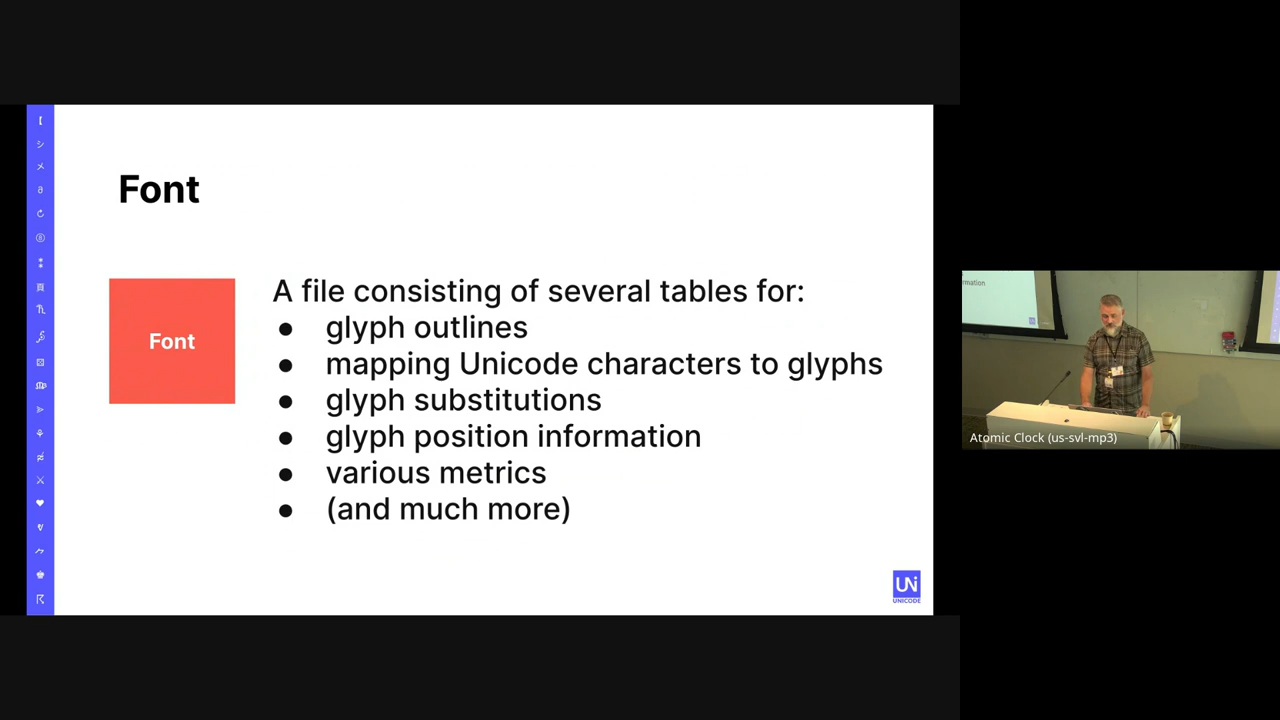 Font
Font
A file consisting of several tables for:
● glyph outlines
● mapping Unicode characters to glyphs
● glyph substitutions
● glyph position information
● various metrics
● (and much more)
UNi
UNICODE
Atomic Clock (us-svl-mp3)